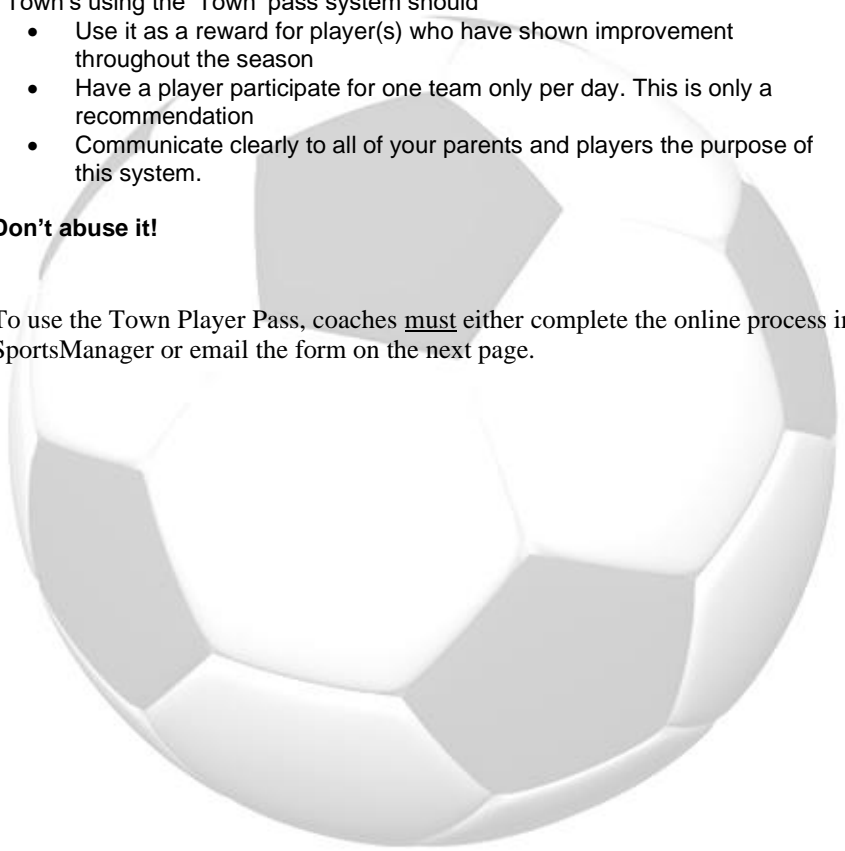 Town's using the 'Town' pass system should
• Use it as a reward for player(s) who have shown improvement
throughout the season
• Have a player participate for one team only per day. This is only a
recommendation
• Communicate clearly to all of your parents and players the purpose of
this system.
Don't abuse it!
To use the Town Player Pass, coaches must either complete the online process in
SportsManager or email the form on the next page.